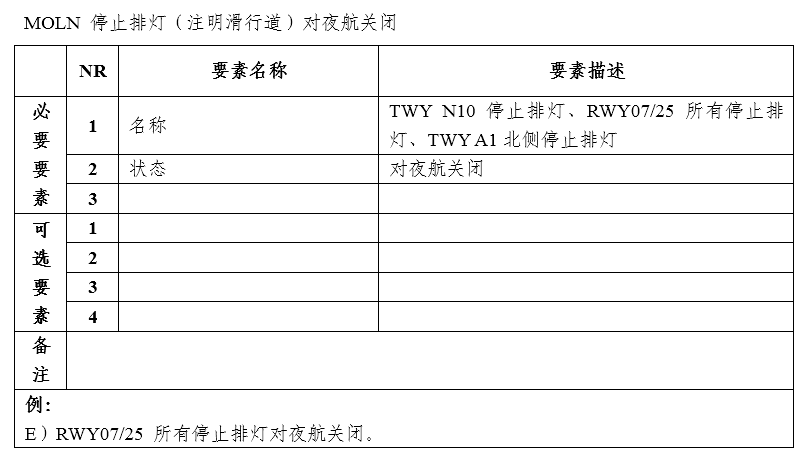 MOLN 停止排灯（注明滑行道）对夜航关闭
NR 要素名称 要素描述
必要要素
1 名称 TWY N10 停止排灯、RWY07/25 所有停止排
灯、TWY A1 北侧停止排灯
2 状态 对夜航关闭
3
可选要素
1
2
3
4
备注
例：
E）RWY07/25 所有停止排灯对夜航关闭。